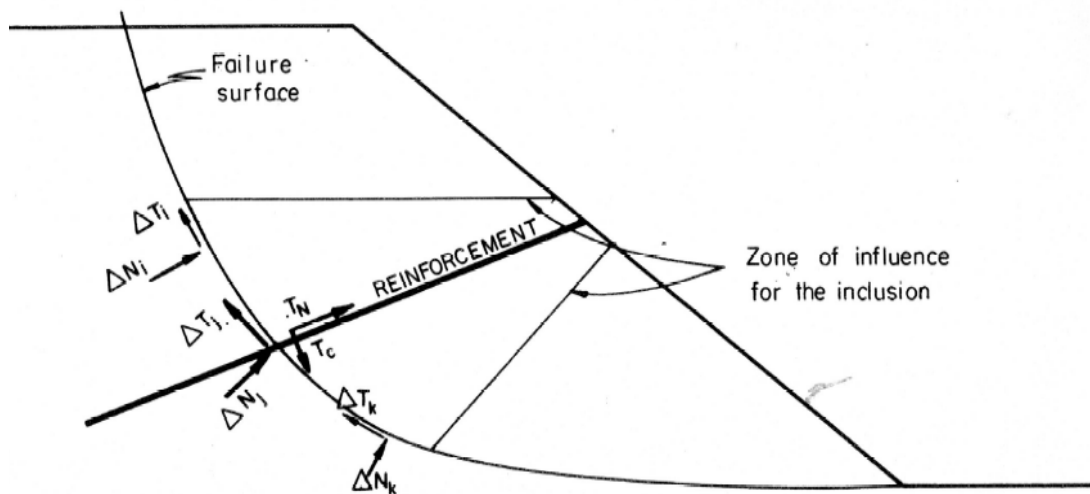 Failure
surface
ΔTi
ΔNi
REINFORCEMENT
Zone of influence
for the inclusion
ΔTj.
.TN
Tc
ΔNj
ΔTk
ΔNk